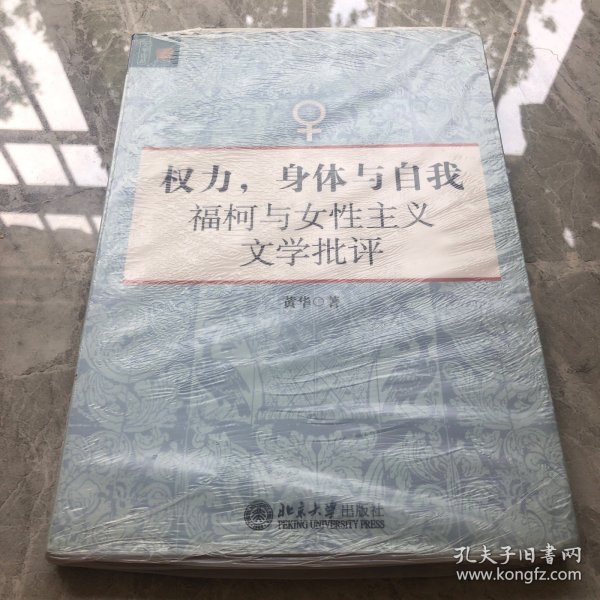 权力，身体与自我
福柯与女性主义
文学批评
黄华◎著
北京大学出版社
PEKING UNIVERSITY PRESS
孔夫子旧书网
www.kongfz.com